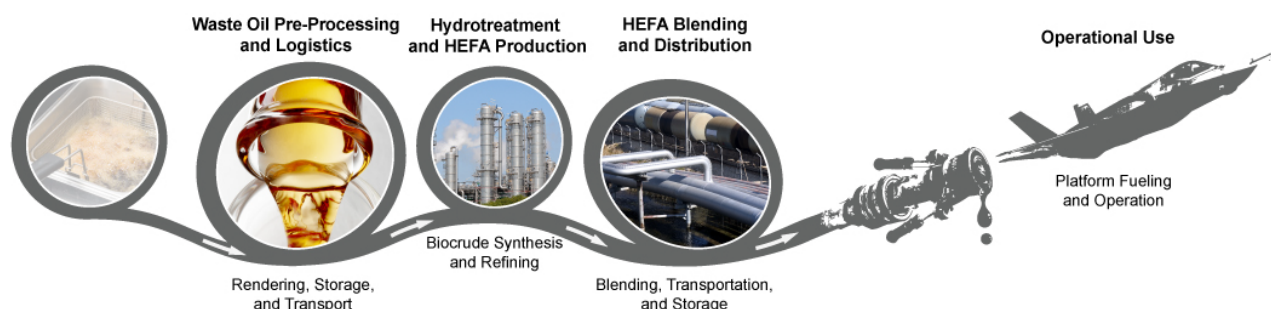 Waste Oil Pre-Processing
and Logistics
Hydrotreatment
and HEFA Production
HEFA Blending
and Distribution
Operational Use
Platform Fueling
and Operation
Biocrude Synthesis
and Refining
Rendering, Storage,
and Transport
Blending, Transportation,
and Storage